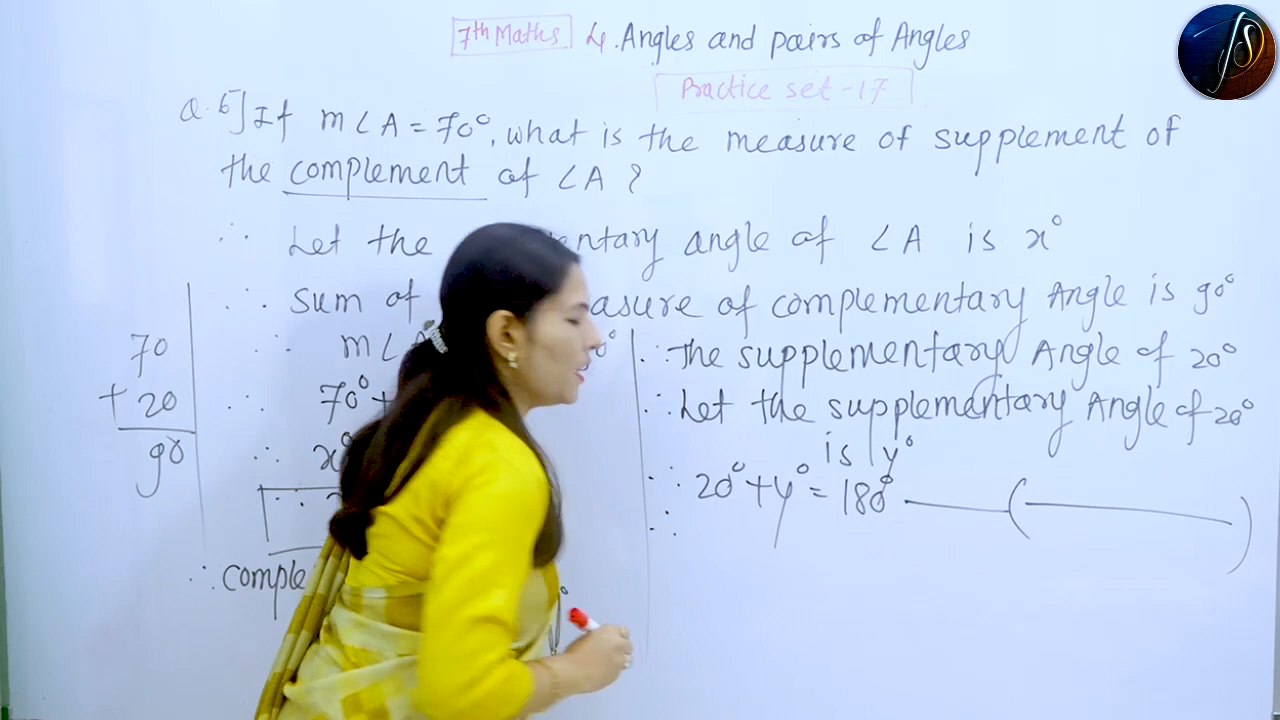 7th Maths 4. Angles and pairs of Angles
Practice set-17
Q.5] If m∠A = 70°, what is the measure of supplement of
the complement of ∠A ?
∴ Let the entary angle of ∠A is x°
∴ sum of asure of complementary Angle is 90°
∴ m∠
70° +
∴ x°
∴ comple
70
+ 20
90
∴ The supplementary Angle of 20°
∴ Let the supplementary Angle of 20°
is y°
∴ 20° + y° = 180° ( )
∴